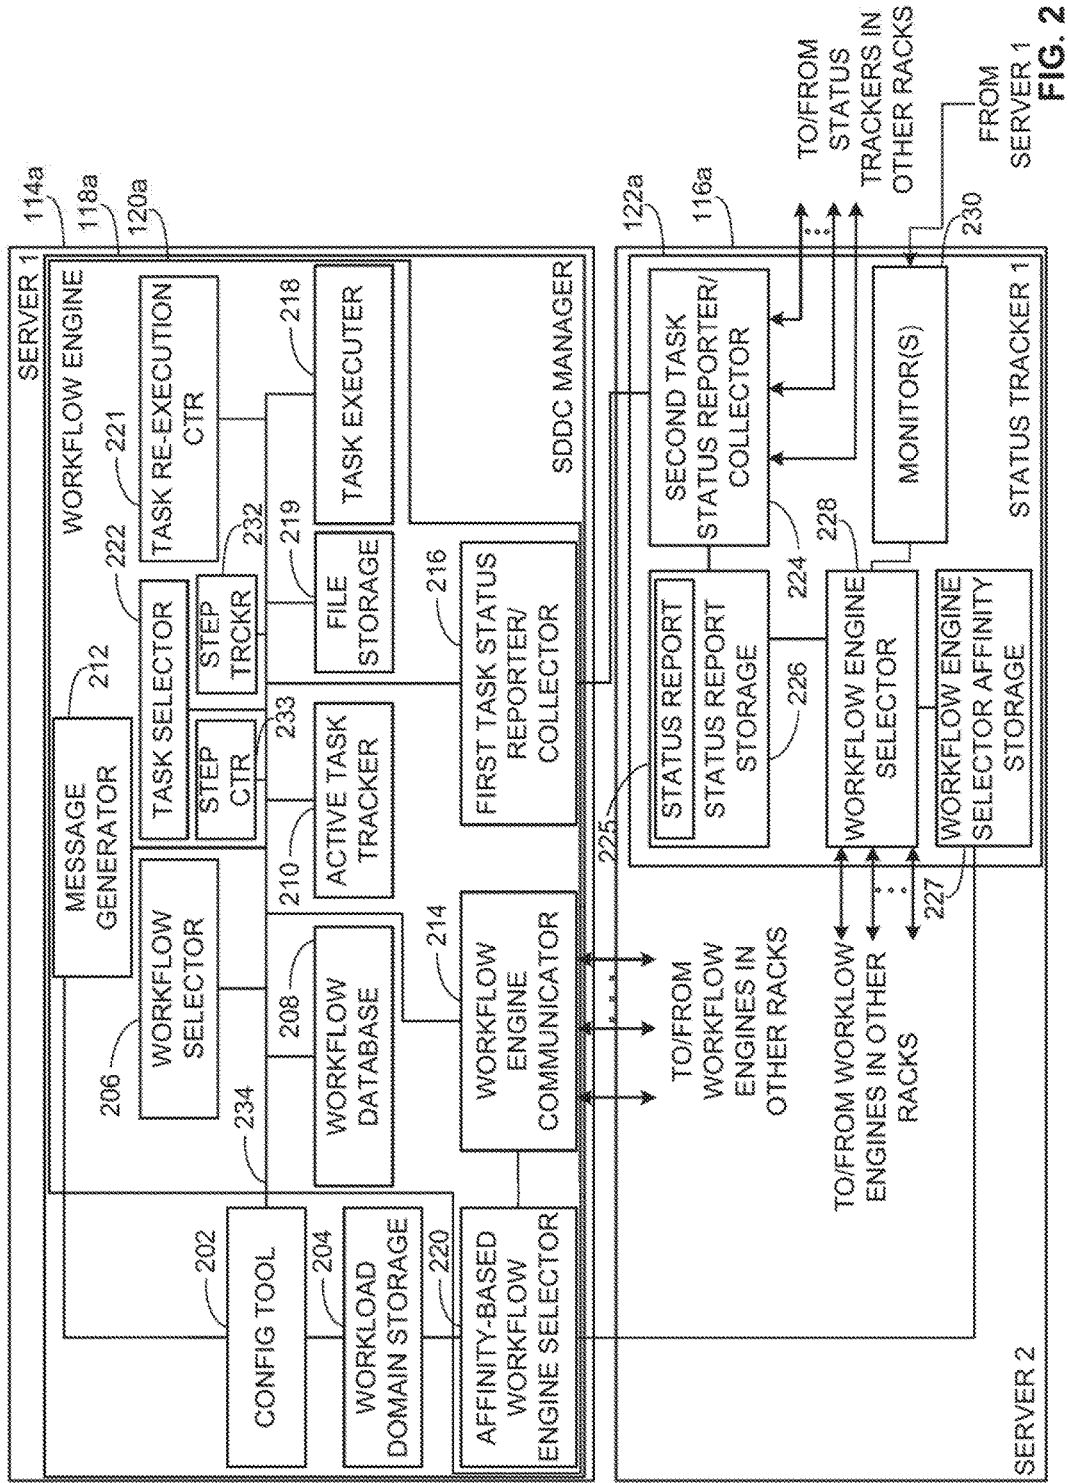 SERVER 1
114a
118a
120a
WORKFLOW ENGINE
MESSAGE
GENERATOR
212
222
221
TASK RE-EXECUTION
CTR
206
WORKFLOW
SELECTOR
TASK SELECTOR
STEP
CTR
233
STEP
TRCKR
232
202
CONFIG TOOL
234
218
204
WORKLOAD
DOMAIN STORAGE
208
WORKFLOW
DATABASE
210
ACTIVE TASK
TRACKER
219
FILE
STORAGE
TASK EXECUTER
220
AFFINITY-BASED
WORKFLOW
ENGINE SELECTOR
214
WORKFLOW
ENGINE
COMMUNICATOR
216
FIRST TASK STATUS
REPORTER/
COLLECTOR
SDDC MANAGER
122a
116a
225
STATUS REPORT
STATUS REPORT
STORAGE
226
SECOND TASK
STATUS REPORTER/
COLLECTOR
224
TO/FROM
STATUS
TRACKERS IN
OTHER RACKS
TO/FROM
WORKFLOW
ENGINES IN
OTHER RACKS
228
WORKFLOW ENGINE
SELECTOR
MONITOR(S)
230
TO/FROM WORKFLOW
ENGINES IN OTHER
RACKS
227
WORKFLOW ENGINE
SELECTOR AFFINITY
STORAGE
FROM
SERVER 1
STATUS TRACKER 1
SERVER 2
FIG. 2